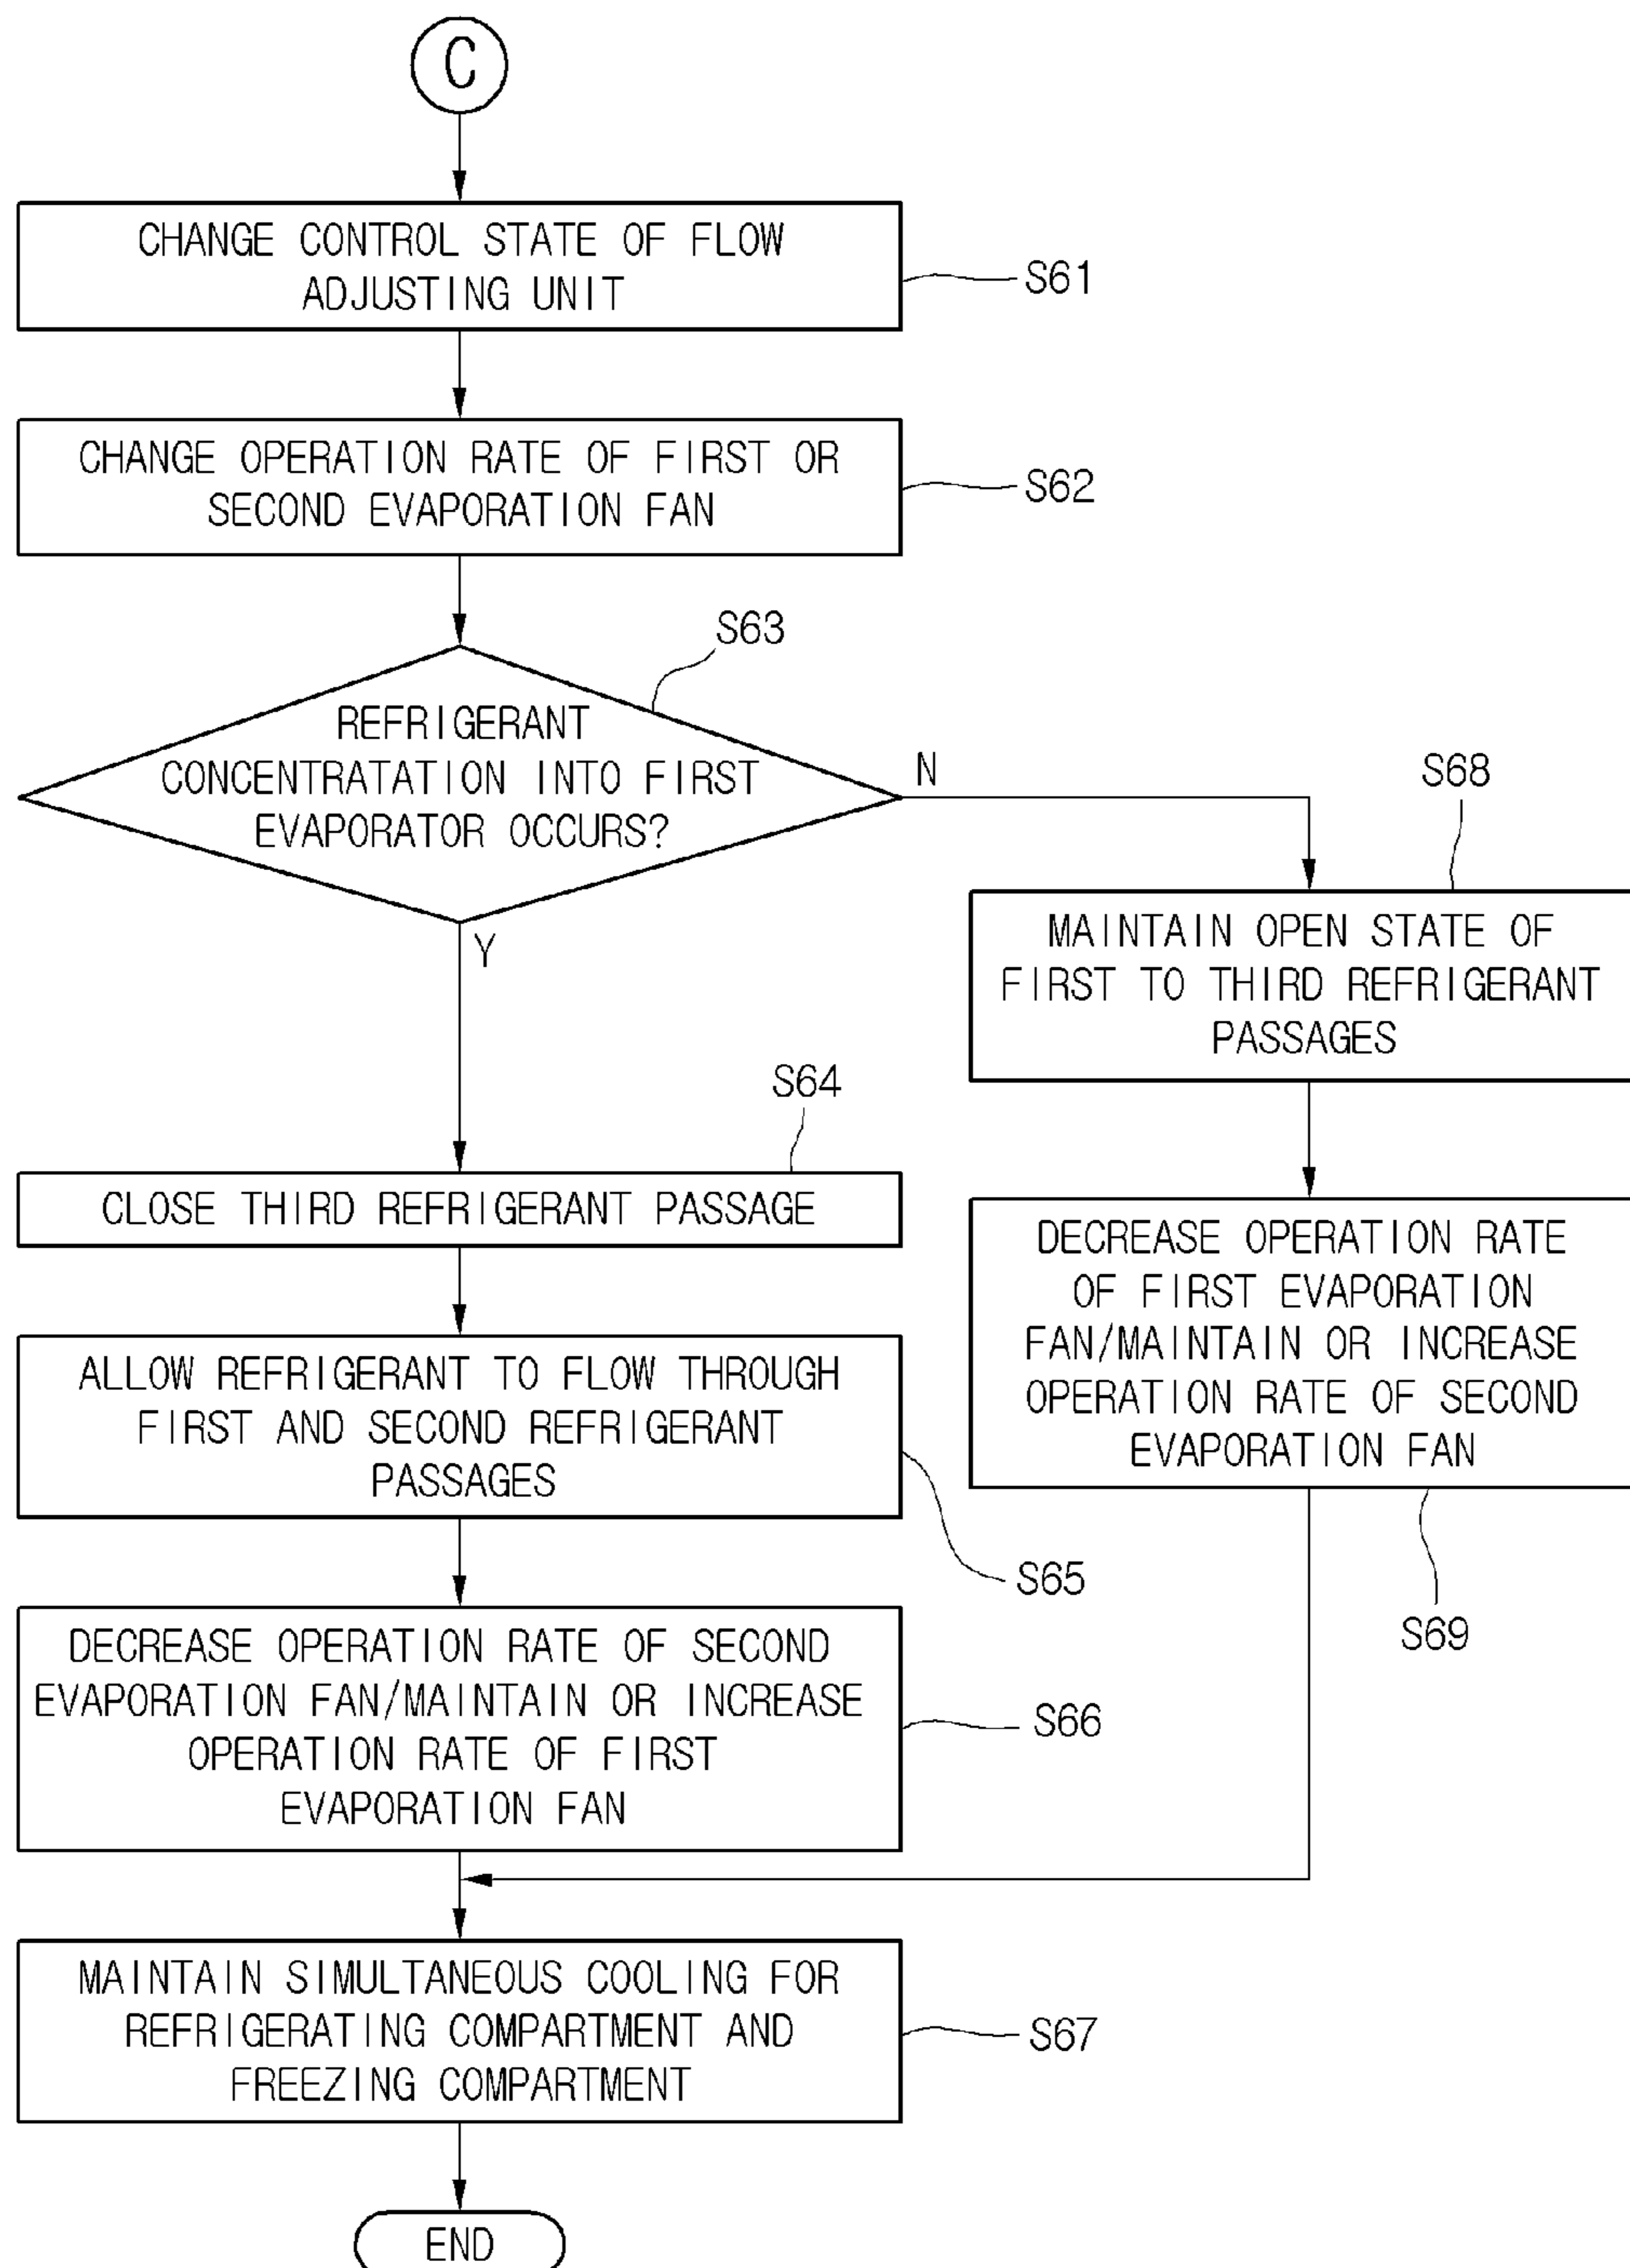 C
CHANGE CONTROL STATE OF FLOW
ADJUSTING UNIT
S61
CHANGE OPERATION RATE OF FIRST OR
SECOND EVAPORATION FAN
S62
S63
REFRIGERANT
CONCENTRATATION INTO FIRST
EVAPORATOR OCCURS?
N
Y
S68
MAINTAIN OPEN STATE OF
FIRST TO THIRD REFRIGERANT
PASSAGES
S64
CLOSE THIRD REFRIGERANT PASSAGE
DECREASE OPERATION RATE
OF FIRST EVAPORATION
FAN/MAINTAIN OR INCREASE
OPERATION RATE OF SECOND
EVAPORATION FAN
S69
ALLOW REFRIGERANT TO FLOW THROUGH
FIRST AND SECOND REFRIGERANT
PASSAGES
S65
DECREASE OPERATION RATE OF SECOND
EVAPORATION FAN/MAINTAIN OR INCREASE
OPERATION RATE OF FIRST
EVAPORATION FAN
S66
MAINTAIN SIMULTANEOUS COOLING FOR
REFRIGERATING COMPARTMENT AND
FREEZING COMPARTMENT
S67
END